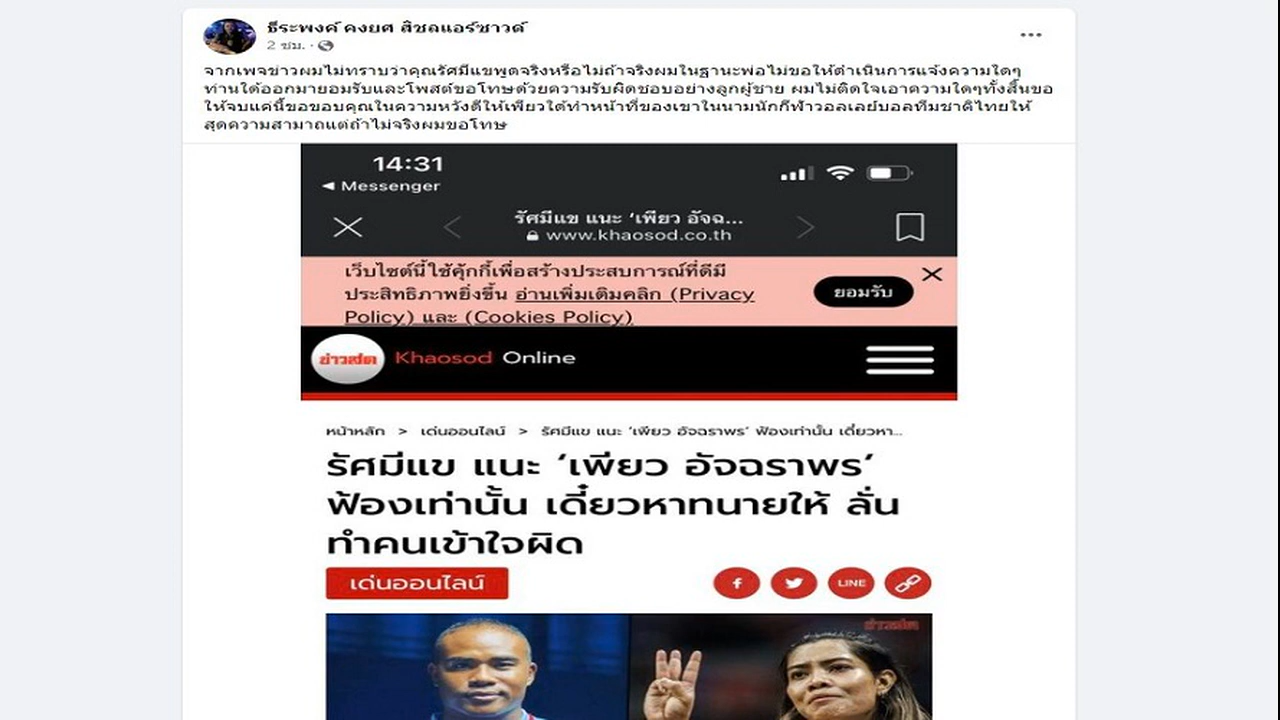 ธีระพงศ์ คงยศ สิชลแอร์ซาวด์
2 ชม. ·
จากเพจข่าวผมไม่ทราบว่าคุณรัศมีแขพูดจริงหรือไม่ถ้าจริงผมในฐานะพ่อไม่ขอให้ดำเนินการแจ้งความใดๆ
ท่านได้ออกมายอมรับและโพสต์ขอโทษด้วยความรับผิดชอบอย่างลูกผู้ชาย ผมไม่ติดใจเอาความใดๆทั้งสิ้นขอ
ให้จบแค่นี้ขอขอบคุณในความหวังดีให้เพียวได้ทำหน้าที่ของเขาในนามนักกีฬาวอลเลย์บอลทีมชาติไทยให้
สุดความสามาถแต่ถ้าไม่จริงผมขอโทษ
14:31
◀ Messenger
รัศมีแข แนะ ‘เพียว อัจฉ...
www.khaosod.co.th
เว็บไซต์นี้ใช้คุ้กกี้เพื่อสร้างประสบการณ์ที่ดีมี
ประสิทธิภาพยิ่งขึ้น อ่านเพิ่มเติมคลิก (Privacy
Policy) และ (Cookies Policy)
ยอมรับ
ข่าวสด Khaosod Online
หน้าหลัก > เด่นออนไลน์ > รัศมีแข แนะ ‘เพียว อัจฉราพร’ ฟ้องเท่านั้น เดี๋ยวหา...
รัศมีแข แนะ ‘เพียว อัจฉราพร’
ฟ้องเท่านั้น เดี๋ยวหาทนายให้ ลั่น
ทำคนเข้าใจผิด
เด่นออนไลน์
LINE
ข่าวสด